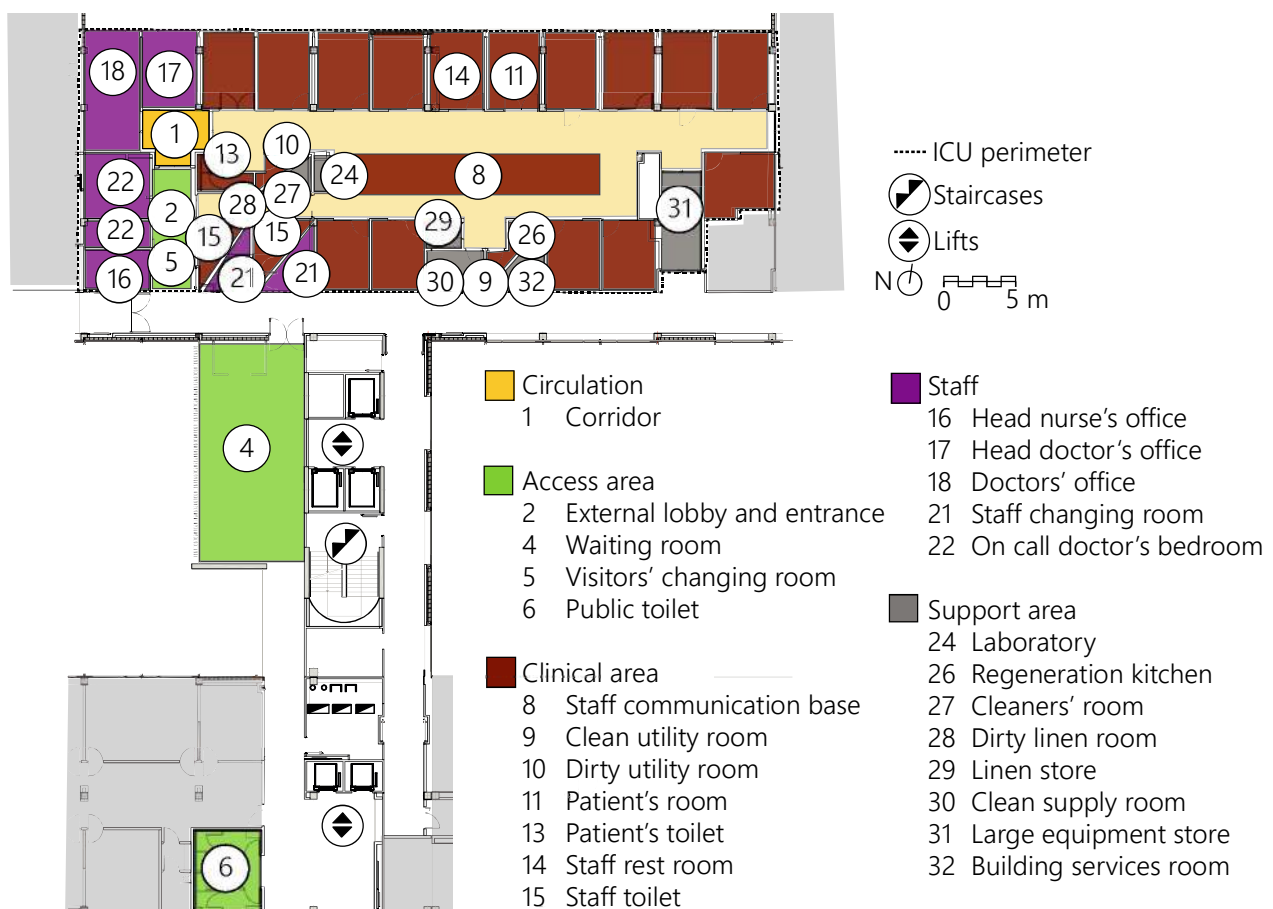 18
17
14
11
1
13
10
22
24
8
27
28
2
31
22
15
15
29
26
16
5
21
21
30
9
32
4
6
ICU perimeter
Staircases
Lifts
N
0 5 m
Circulation
1 Corridor
Access area
2 External lobby and entrance
4 Waiting room
5 Visitors’ changing room
6 Public toilet
Clinical area
8 Staff communication base
9 Clean utility room
10 Dirty utility room
11 Patient’s room
13 Patient’s toilet
14 Staff rest room
15 Staff toilet
Staff
16 Head nurse’s office
17 Head doctor’s office
18 Doctors’ office
21 Staff changing room
22 On call doctor’s bedroom
Support area
24 Laboratory
26 Regeneration kitchen
27 Cleaners’ room
28 Dirty linen room
29 Linen store
30 Clean supply room
31 Large equipment store
32 Building services room